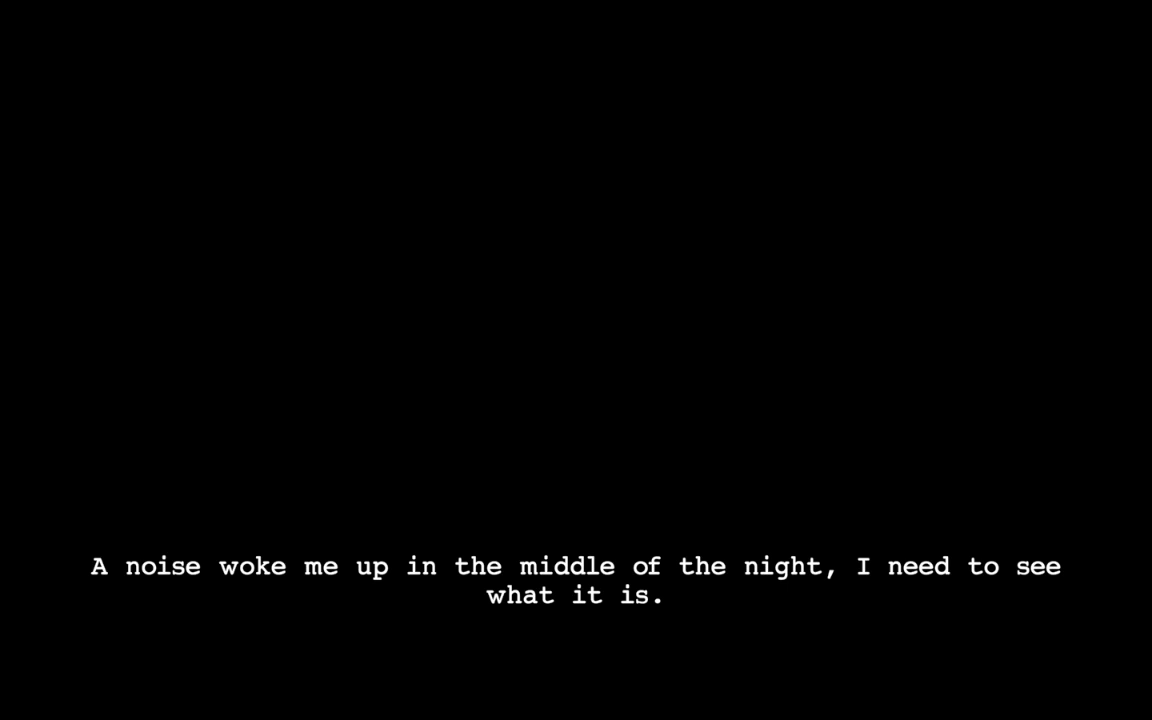 A noise woke me up in the middle of the night, I need to see
what it is.